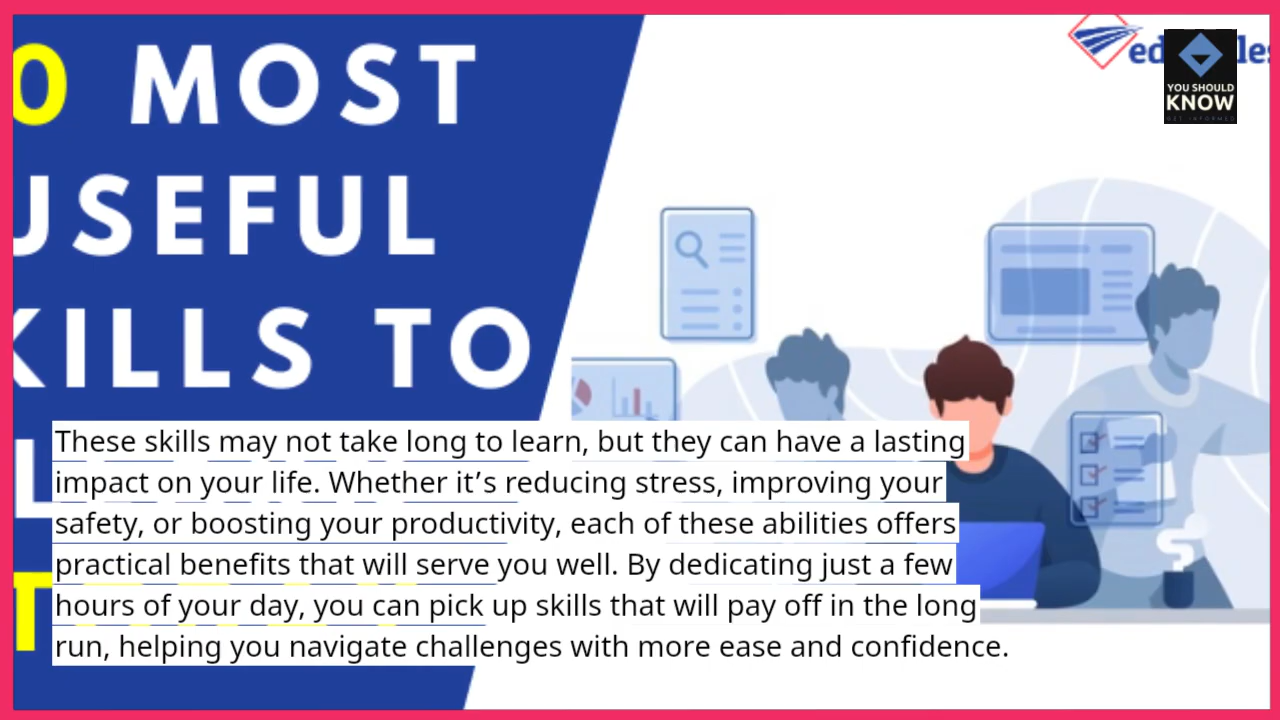 0 MOST
USEFUL
KILLS TO
YOU SHOULD
KNOW
GET INFORMED
These skills may not take long to learn, but they can have a lasting
impact on your life. Whether it’s reducing stress, improving your
safety, or boosting your productivity, each of these abilities offers
practical benefits that will serve you well. By dedicating just a few
hours of your day, you can pick up skills that will pay off in the long
run, helping you navigate challenges with more ease and confidence.